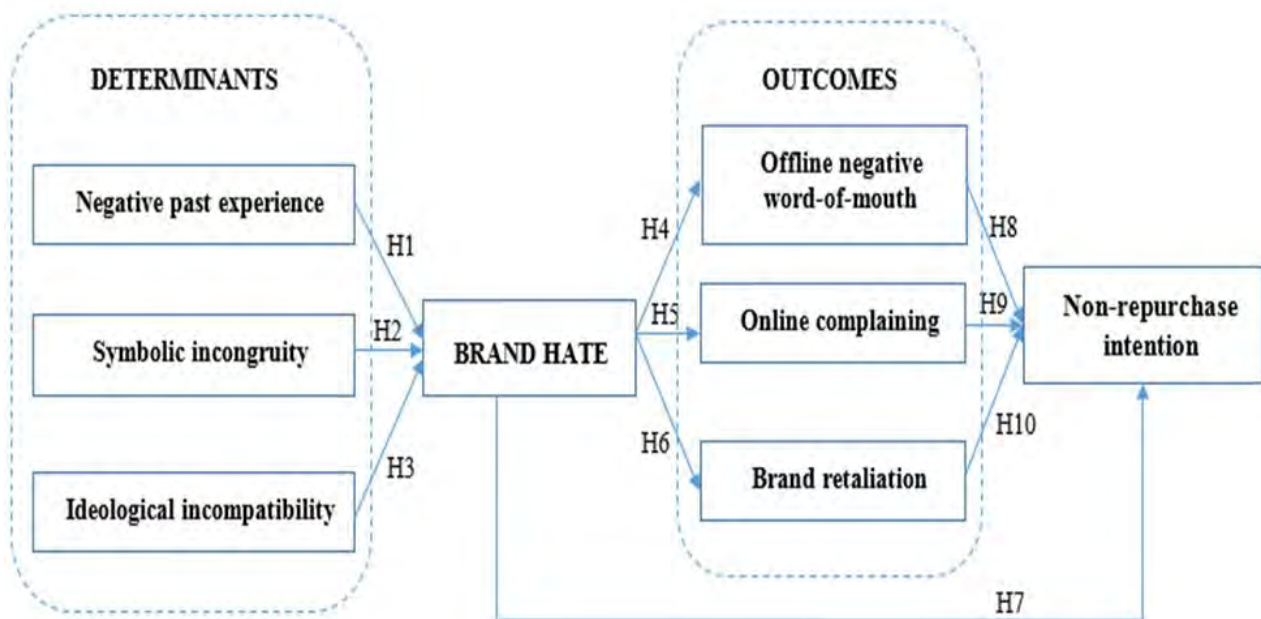 DETERMINANTS
Negative past experience
Symbolic incongruity
Ideological incompatibility
H1
H2
H3
BRAND HATE
H4
H5
H6
OUTCOMES
Offline negative
word-of-mouth
Online complaining
Brand retaliation
H8
H9
H10
Non-repurchase
intention
H7